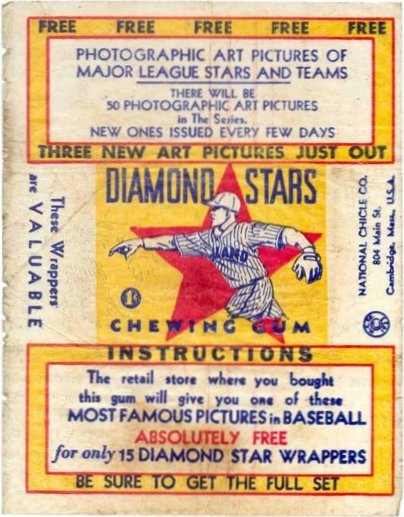 FREE FREE FREE FREE FREE
PHOTOGRAPHIC ART PICTURES OF
MAJOR LEAGUE STARS AND TEAMS
THERE WILL BE
50 PHOTOGRAPHIC ART PICTURES
in The Series.
NEW ONES ISSUED EVERY FEW DAYS
THREE NEW ART PICTURES JUST OUT
These Wrappers
are VALUABLE
DIAMOND STARS
LAND
1¢
CHEWING GUM
NATIONAL CHICLE CO.
804 Main St.
Cambridge, Mass., U.S.A.
INSTRUCTIONS
The retail store where you bought
this gum will give you one of these
MOST FAMOUS PICTURES in BASEBALL
ABSOLUTELY FREE
for only 15 DIAMOND STAR WRAPPERS
BE SURE TO GET THE FULL SET